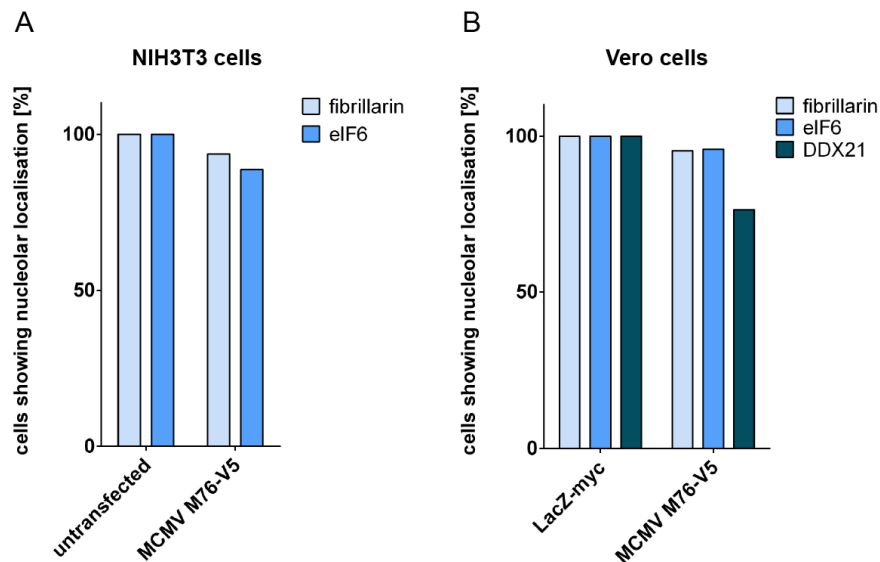 A
NIH3T3 cells
cells showing nucleolar localisation [%]
100
50
0
untransfected
MCMV M76-V5
fibrillarin
eIF6
B
Vero cells
cells showing nucleolar localisation [%]
100
50
0
LacZ-myc
MCMV M76-V5
fibrillarin
eIF6
DDX21